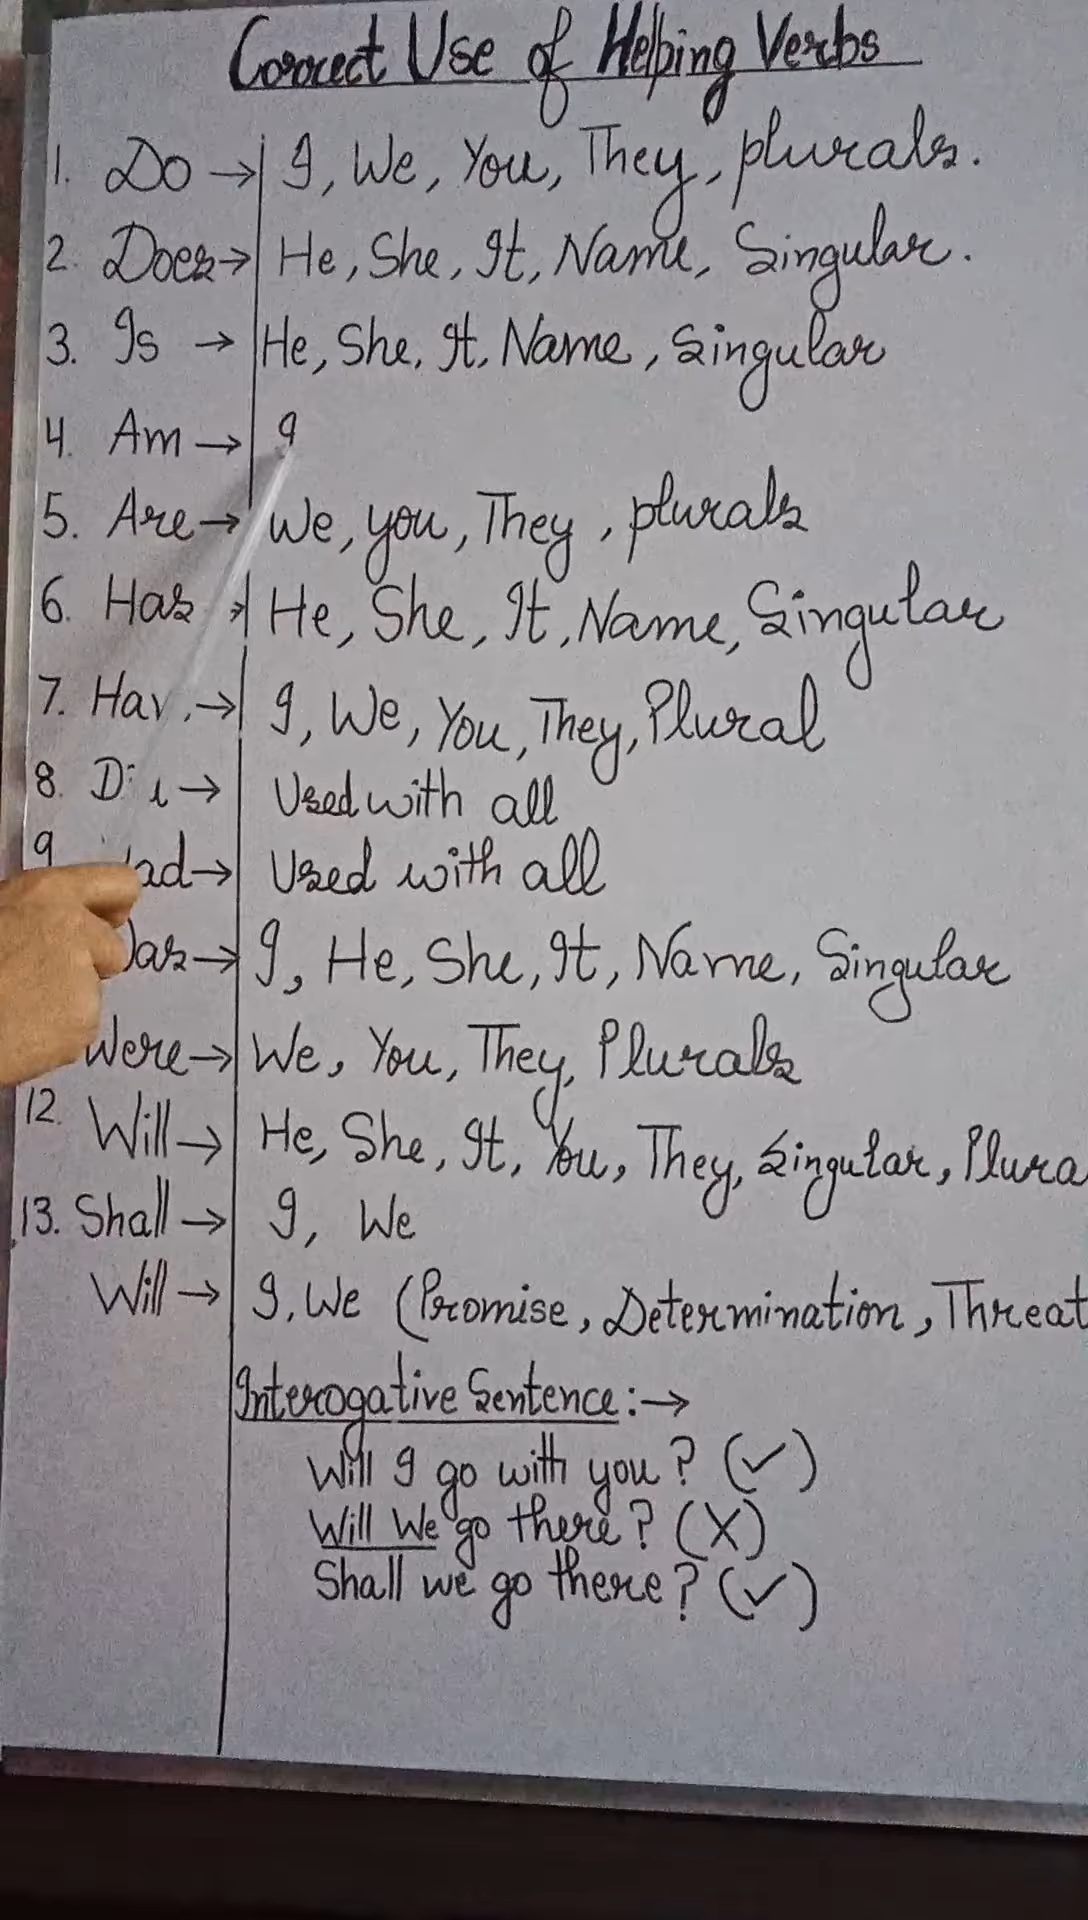 Correct Use of Helping Verbs
1. Do → I, We, You, They, plurals.
2. Does → He, She, It, Name, Singular.
3. Is → He, She, It, Name, Singular
4. Am → I
5. Are → We, you, They, plurals
6. Has → He, She, It, Name, Singular
7. Hav → I, We, You, They, Plural
8. → Used with all
9. ad → Used with all
as → I, He, She, It, Name, Singular
Were → We, You, They, Plurals
12. Will → He, She, It, You, They, Singular, Plura
13. Shall → I, We
Will → I, We (Promise, Determination, Threat
Interogative Sentence :→
Will I go with you? (✓)
Will We go there? (X)
Shall we go there? (✓)